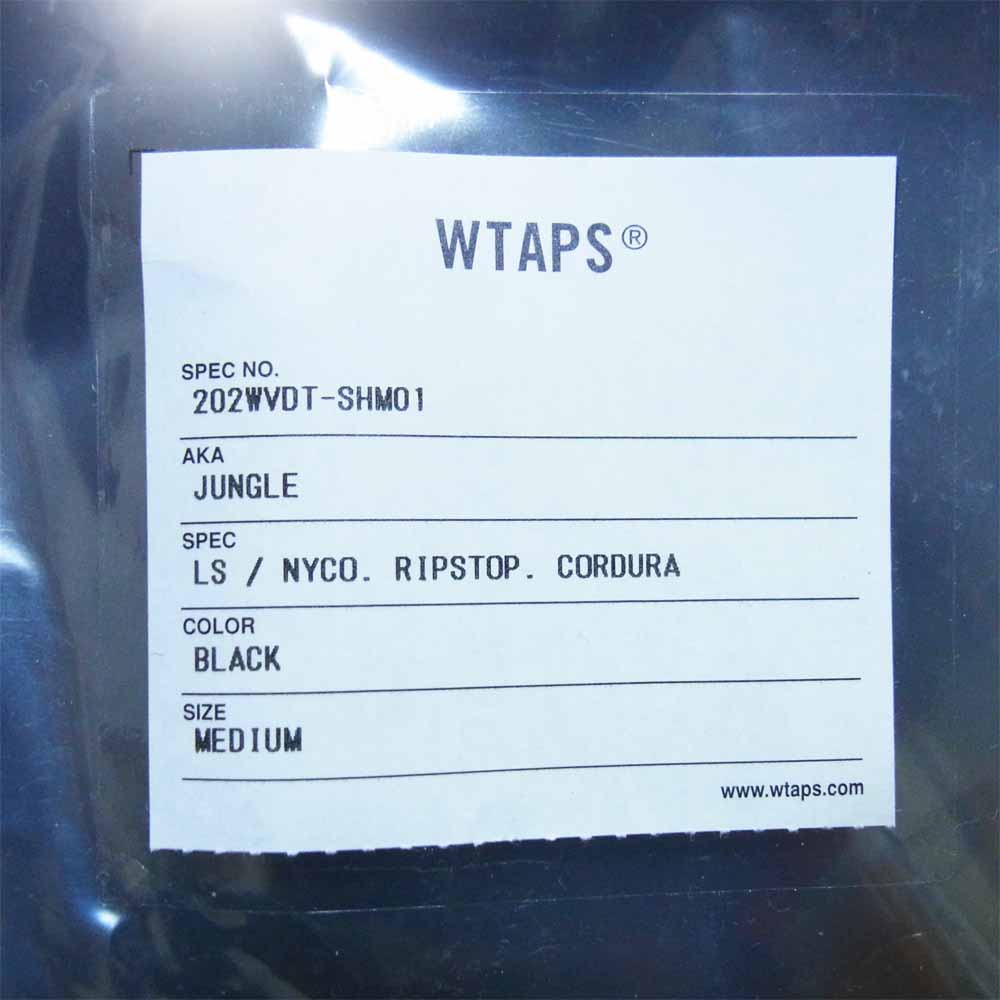 WTAPS®
SPEC NO.
202WVDT-SHM01
AKA
JUNGLE
SPEC
LS / NYCO. RIPSTOP. CORDURA
COLOR
BLACK
SIZE
MEDIUM
www.wtaps.com